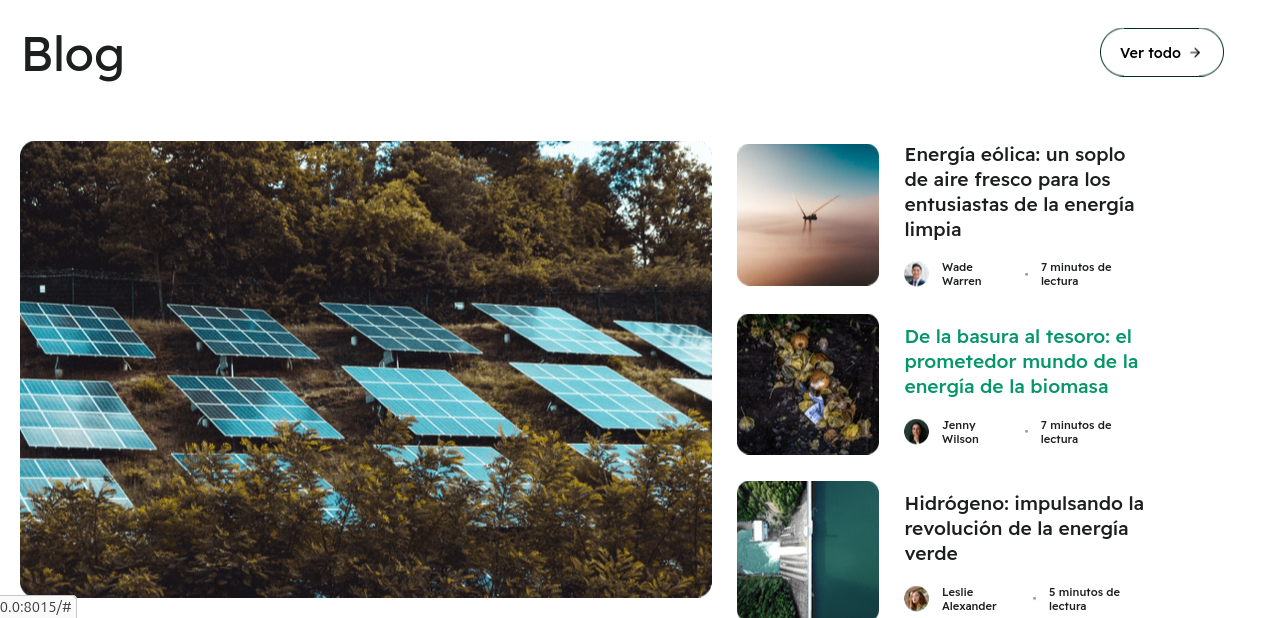 Blog
Ver todo →
Energía eólica: un soplo
de aire fresco para los
entusiastas de la energía
limpia
Wade
Warren
7 minutos de
lectura
De la basura al tesoro: el
prometedor mundo de la
energía de la biomasa
Jenny
Wilson
7 minutos de
lectura
Hidrógeno: impulsando la
revolución de la energía
verde
Leslie
Alexander
5 minutos de
lectura
0.0:8015/#